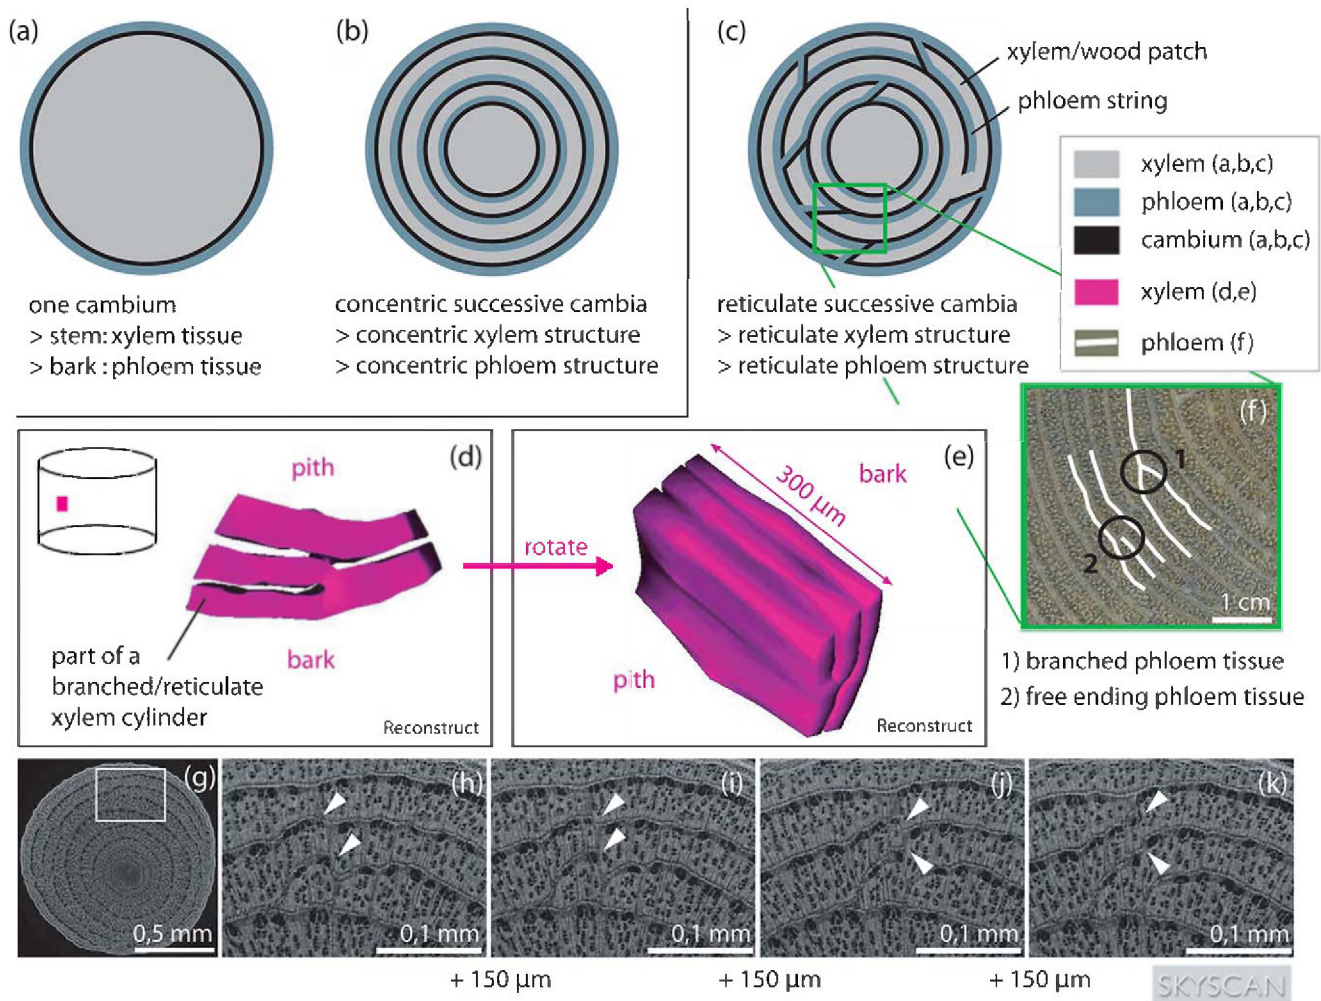 (a)
one cambium
> stem: xylem tissue
> bark : phloem tissue
(b)
concentric successive cambia
> concentric xylem structure
> concentric phloem structure
(c)
xylem/wood patch
phloem string
reticulate successive cambia
> reticulate xylem structure
> reticulate phloem structure
xylem (a,b,c)
phloem (a,b,c)
cambium (a,b,c)
xylem (d,e)
phloem (f)
(d)
pith
bark
part of a
branched/reticulate
xylem cylinder
Reconstruct
rotate
(e)
bark
300 µm
pith
Reconstruct
(f)
1
2
1 cm
1) branched phloem tissue
2) free ending phloem tissue
(g)
0,5 mm
(h)
0,1 mm
(i)
0,1 mm
(j)
0,1 mm
(k)
0,1 mm
+ 150 µm
+ 150 µm
+ 150 µm
SKYSCAN